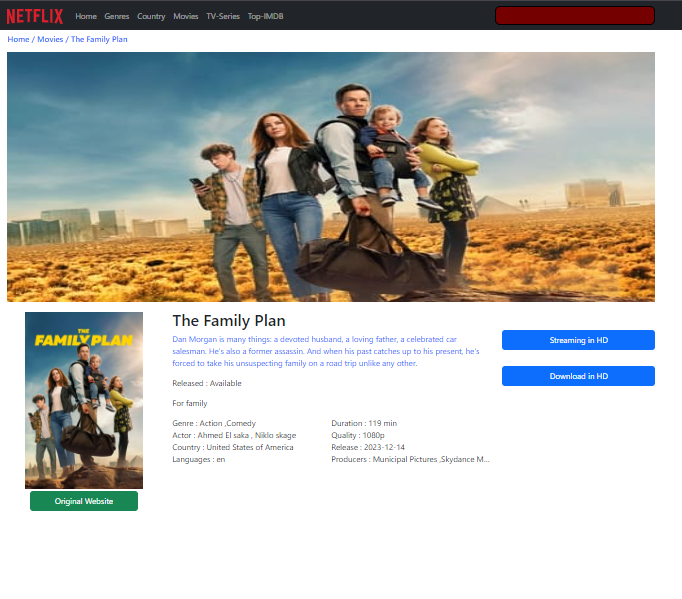 NETFLIX Home Genres Country Movies TV-Series Top-IMDB
Home / Movies / The Family Plan
The Family Plan
THE
FAMILY PLAN
Dan Morgan is many things: a devoted husband, a loving father, a celebrated car
salesman. He's also a former assassin. And when his past catches up to his present, he's
forced to take his unsuspecting family on a road trip unlike any other.
Streaming in HD
Download in HD
Released : Available
For family
Genre : Action ,Comedy
Actor : Ahmed El saka , Niklo skage
Country : United States of America
Languages : en
Duration : 119 min
Quality : 1080p
Release : 2023-12-14
Producers : Municipal Pictures ,Skydance M...
Original Website